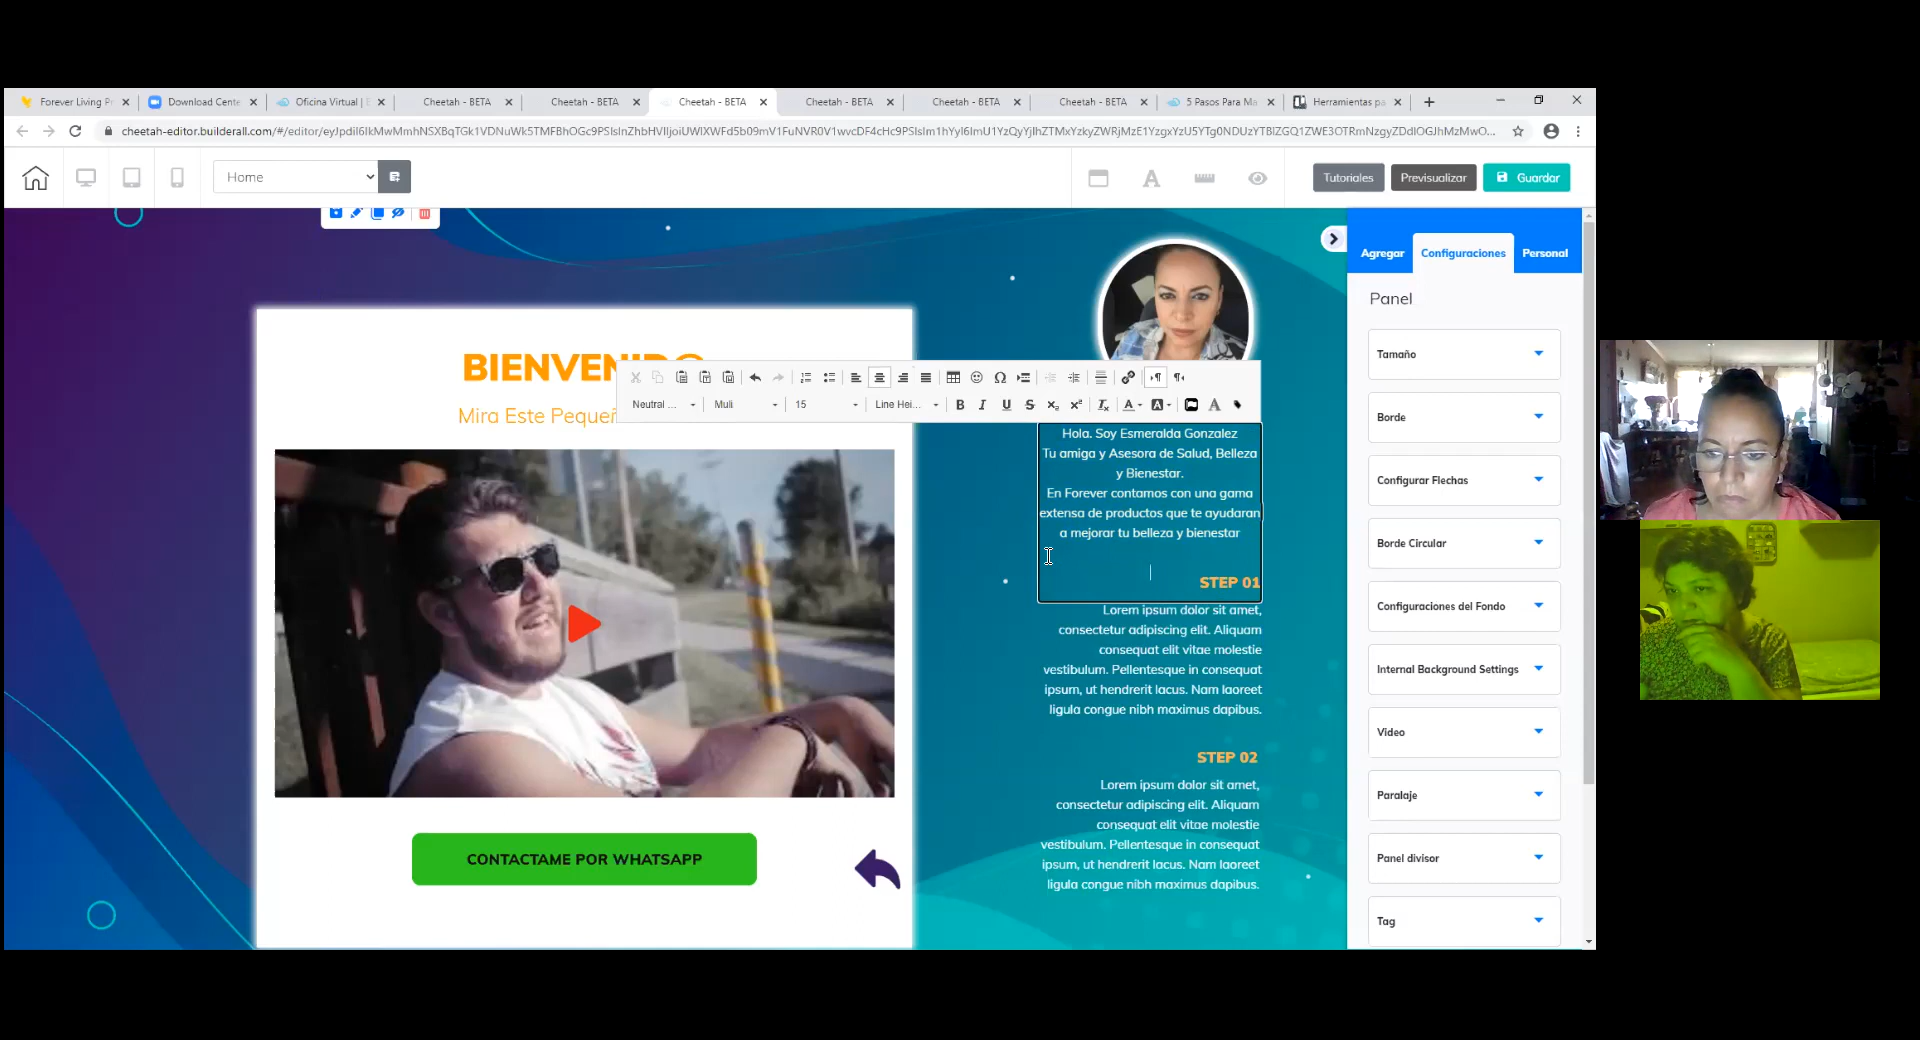 Forever Living Pr
Download Cente
Oficina Virtual | E
Cheetah - BETA
Cheetah - BETA
Cheetah - BETA
Cheetah - BETA
Cheetah - BETA
Cheetah - BETA
5 Pasos Para Ma
Herramientas pa
Home
Tutoriales
Previsualizar
Guardar
Agregar
Configuraciones
Personal
Panel
Tamaño
Borde
Configurar Flechas
Borde Circular
Configuraciones del Fondo
Internal Background Settings
Video
Paralaje
Panel divisor
Tag
Mira Este Peque
Neutral ...
Muli
15
Line Hei...
Hola. Soy Esmeralda Gonzalez
Tu amiga y Asesora de Salud, Belleza
y Bienestar.
En Forever contamos con una gama
extensa de productos que te ayudaran
a mejorar tu belleza y bienestar
STEP 01
Lorem ipsum dolor sit amet,
consectetur adipiscing elit. Aliquam
consequat elit vitae molestie
vestibulum. Pellentesque in consequat
ipsum, ut hendrerit lacus. Nam laoreet
ligula congue nibh maximus dapibus.
STEP 02
Lorem ipsum dolor sit amet,
consectetur adipiscing elit. Aliquam
consequat elit vitae molestie
vestibulum. Pellentesque in consequat
ipsum, ut hendrerit lacus. Nam laoreet
ligula congue nibh maximus dapibus.
CONTACTAME POR WHATSAPP